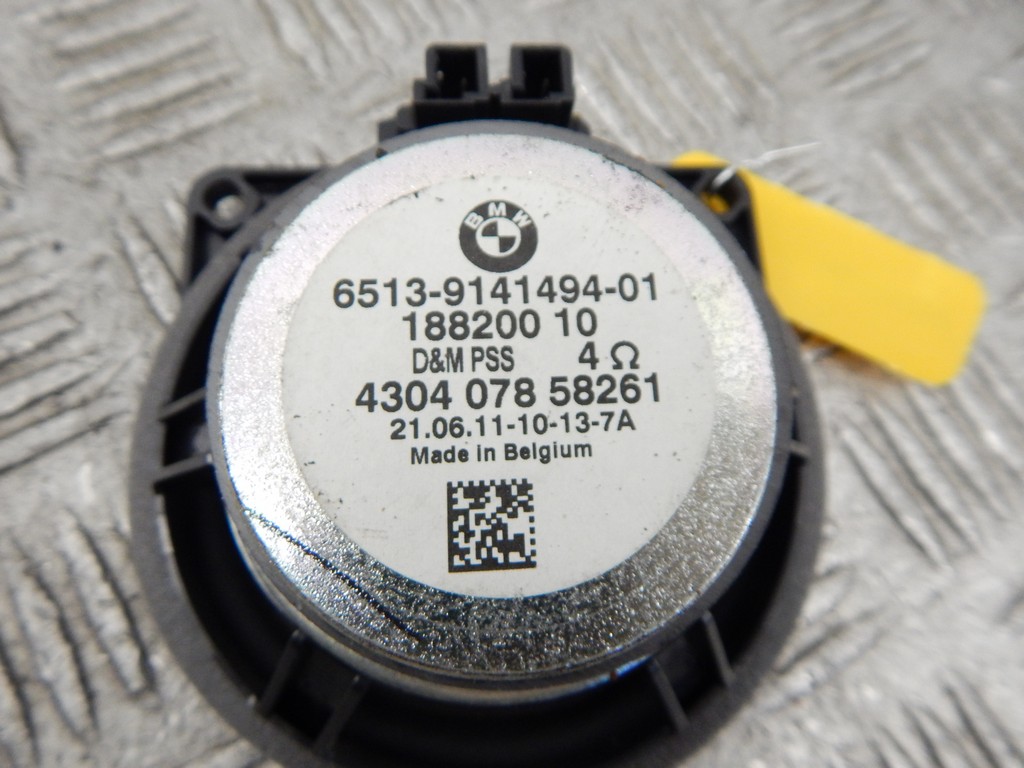 BMW
6513-9141494-01
188200 10
D&M PSS 4 Ω
4304 078 58261
21.06.11-10-13-7A
Made in Belgium